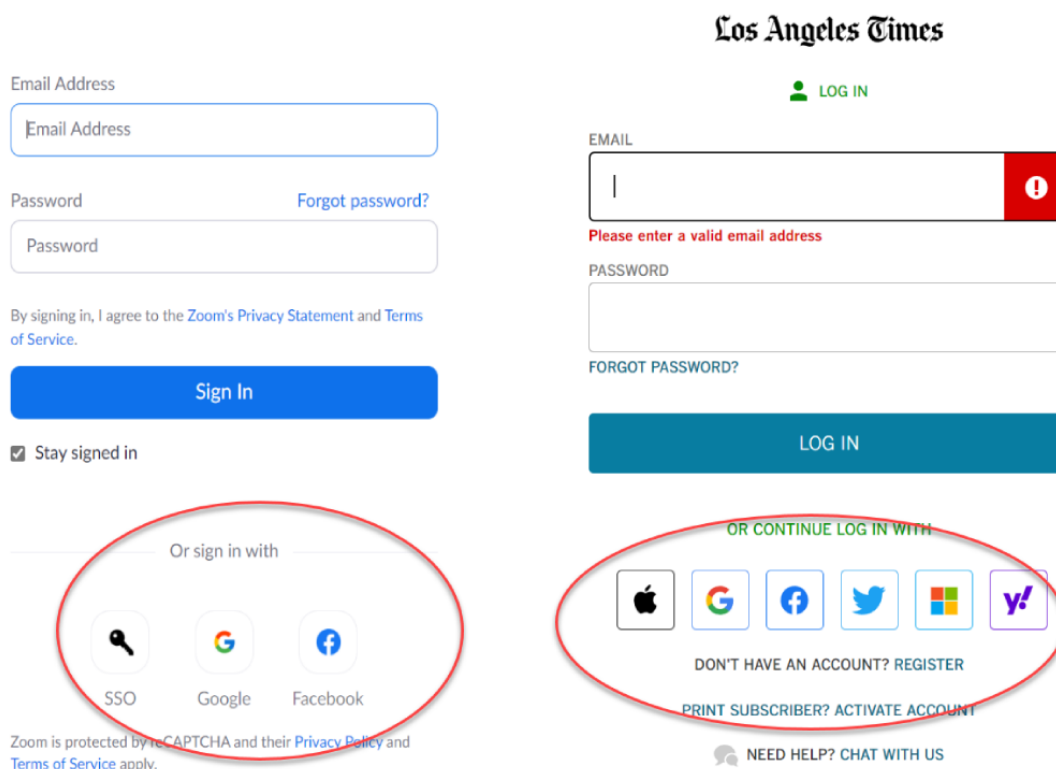 Email Address
Email Address
Password Forgot password?
Password
By signing in, I agree to the Zoom's Privacy Statement and Terms
of Service.
Sign In
Stay signed in
Or sign in with
SSO Google Facebook
Zoom is protected by reCAPTCHA and their Privacy Policy and
Terms of Service apply.
Los Angeles Times
LOG IN
EMAIL
Please enter a valid email address
PASSWORD
FORGOT PASSWORD?
LOG IN
OR CONTINUE LOG IN WITH
DON'T HAVE AN ACCOUNT? REGISTER
PRINT SUBSCRIBER? ACTIVATE ACCOUNT
NEED HELP? CHAT WITH US